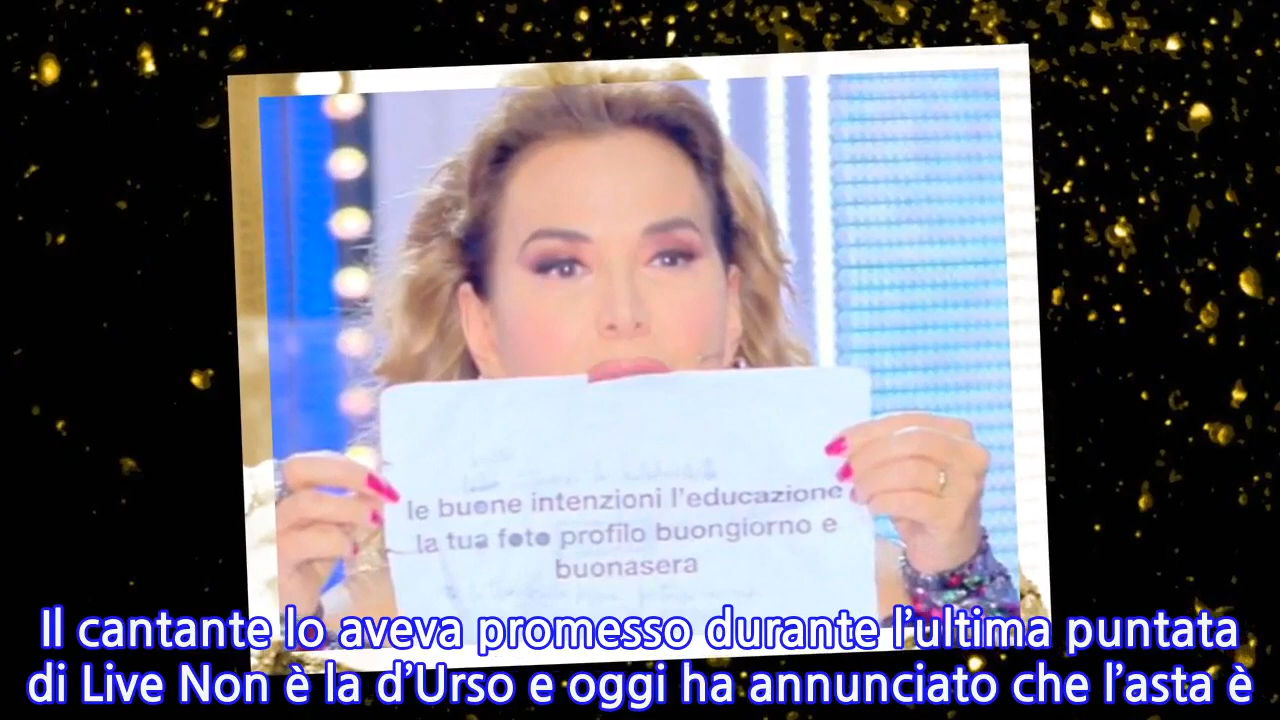 le buone intenzioni l'educazione
la tua foto profilo buongiorno e
buonasera
Il cantante lo aveva promesso durante l'ultima puntata
di Live Non è la d'Urso e oggi ha annunciato che l'asta è